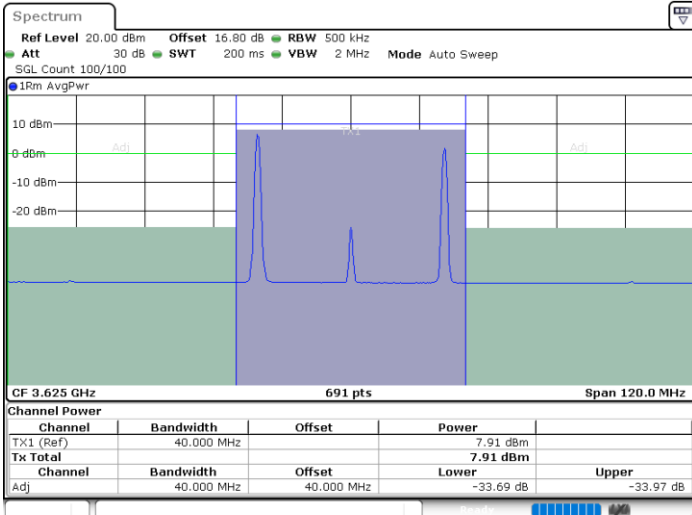 Spectrum
Ref Level 20.00 dBm Offset 16.80 dB RBW 500 kHz
Att 30 dB SWT 200 ms VBW 2 MHz Mode Auto Sweep
SGL Count 100/100
1Rm AvgPwr
10 dBm
TX1
0 dBm Adj Adj
-10 dBm
-20 dBm
CF 3.625 GHz 691 pts Span 120.0 MHz
Channel Power
Channel Bandwidth Offset Power
TX1 (Ref) 40.000 MHz 7.91 dBm
Tx Total 7.91 dBm
Channel Bandwidth Offset Lower Upper
Adj 40.000 MHz 40.000 MHz -33.69 dB -33.97 dB
Ready